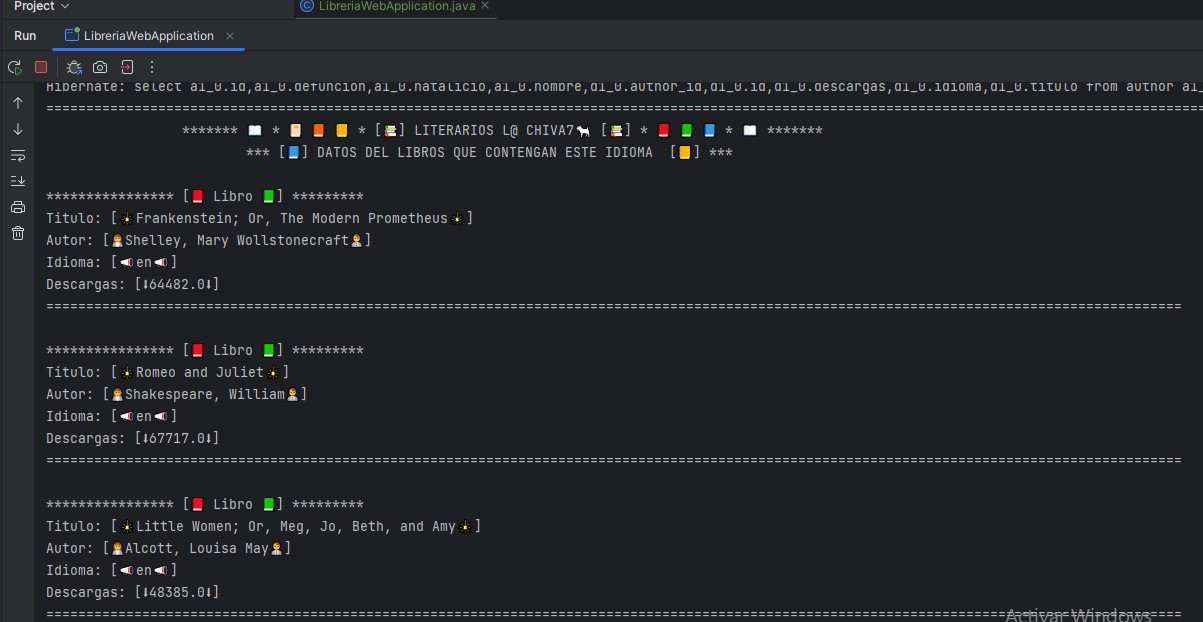 Project
LibreriaWebApplication.java
Run LibreriaWebApplication
Hibernate: select a1_0.id,a1_0.defuncion,a1_0.natalicio,a1_0.nombre,d1_0.author_id,d1_0.id,d1_0.descargas,d1_0.idioma,d1_0.titulo from author a1_
==============================================================================================================================================
******* 📖 * 📔 📙 📒 * [📚] LITERARIOS L@ CHIVA7🐐 [📚] * 📕 📗 📘 * 📖 *******
*** [📘] DATOS DEL LIBROS QUE CONTENGAN ESTE IDIOMA [📒] ***
**************** [📕 Libro 📗] *********
Titulo: [Frankenstein; Or, The Modern Prometheus]
Autor: [Shelley, Mary Wollstonecraft]
Idioma: [en]
Descargas: [⬇64482.0⬇]
==============================================================================================================================================
**************** [📕 Libro 📗] *********
Titulo: [Romeo and Juliet]
Autor: [Shakespeare, William]
Idioma: [en]
Descargas: [⬇67717.0⬇]
==============================================================================================================================================
**************** [📕 Libro 📗] *********
Titulo: [Little Women; Or, Meg, Jo, Beth, and Amy]
Autor: [Alcott, Louisa May]
Idioma: [en]
Descargas: [⬇48385.0⬇]
==============================================================================================================================================
Activar Windows